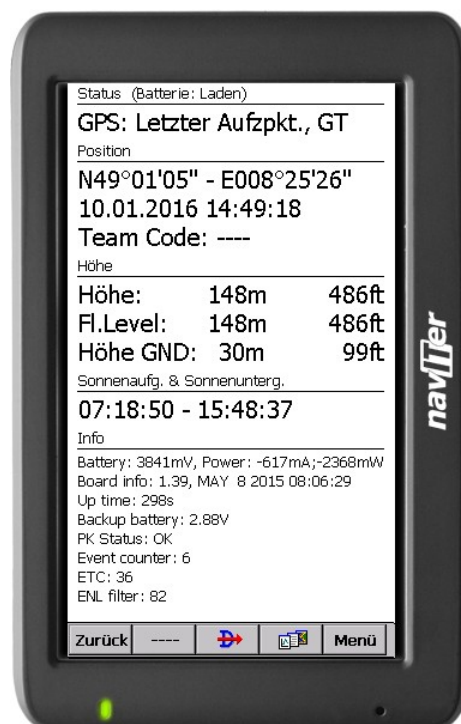 Status (Batterie: Laden)
GPS: Letzter Aufzpkt., GT
Position
N49°01'05" - E008°25'26"
10.01.2016 14:49:18
Team Code: ----
Höhe
Höhe: 148m 486ft
Fl.Level: 148m 486ft
Höhe GND: 30m 99ft
Sonnenaufg. & Sonnenunterg.
07:18:50 - 15:48:37
Info
Battery: 3841mV, Power: -617mA;-2368mW
Board info: 1.39, MAY 8 2015 08:06:29
Up time: 298s
Backup battery: 2.88V
PK Status: OK
Event counter: 6
ETC: 36
ENL filter: 82
Zurück ---- Menü
naviter